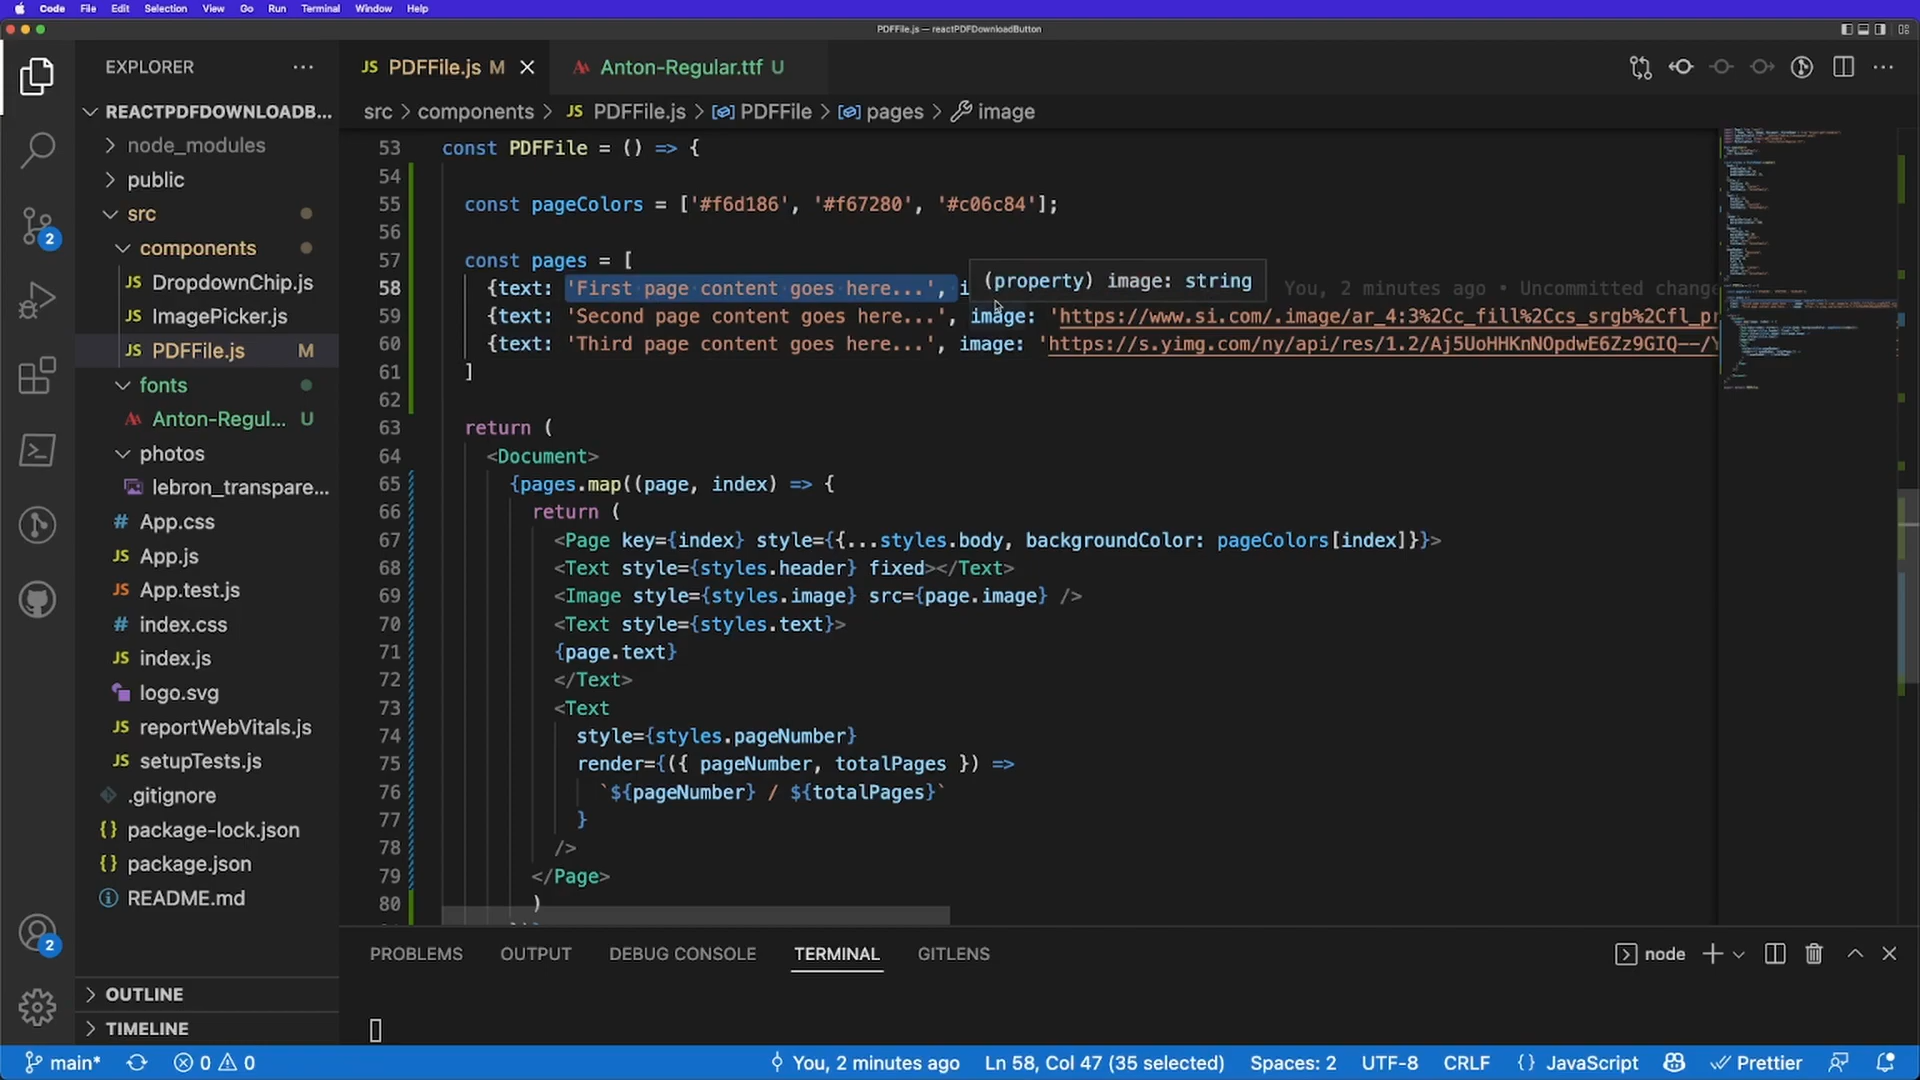 Code File Edit Selection View Go Run Terminal Window Help
PDFFile.js — reactPDFDownloadButton
EXPLORER
JS PDFFile.js M
Anton-Regular.ttf U
REACTPDFDOWNLOADB...
src > components > JS PDFFile.js > PDFFile > pages > image
node_modules
public
src
components
JS DropdownChip.js
JS ImagePicker.js
JS PDFFile.js M
fonts
Anton-Regul... U
photos
lebron_transpare...
# App.css
JS App.js
JS App.test.js
# index.css
JS index.js
logo.svg
JS reportWebVitals.js
JS setupTests.js
.gitignore
{} package-lock.json
{} package.json
README.md
OUTLINE
TIMELINE
2
2
53 const PDFFile = () => {
54
55 const pageColors = ['#f6d186', '#f67280', '#c06c84'];
56
57 const pages = [
58 {text: 'First page content goes here...', i
(property) image: string
You, 2 minutes ago • Uncommitted change
59 {text: 'Second page content goes here...', image: 'https://www.si.com/.image/ar_4:3%2Cc_fill%2Ccs_srgb%2Cfl_pr
60 {text: 'Third page content goes here...', image: 'https://s.yimg.com/ny/api/res/1.2/Aj5UoHHKnNOpdwE6Zz9GIQ--/Y
61 ]
62
63 return (
64 <Document>
65 {pages.map((page, index) => {
66 return (
67 <Page key={index} style={{...styles.body, backgroundColor: pageColors[index]}}>
68 <Text style={styles.header} fixed></Text>
69 <Image style={styles.image} src={page.image} />
70 <Text style={styles.text}>
71 {page.text}
72 </Text>
73 <Text
74 style={styles.pageNumber}
75 render={({ pageNumber, totalPages }) =>
76 `${pageNumber} / ${totalPages}`
77 }
78 />
79 </Page>
80 )
PROBLEMS OUTPUT DEBUG CONSOLE TERMINAL GITLENS
node
main* 0 0 You, 2 minutes ago Ln 58, Col 47 (35 selected) Spaces: 2 UTF-8 CRLF {} JavaScript Prettier